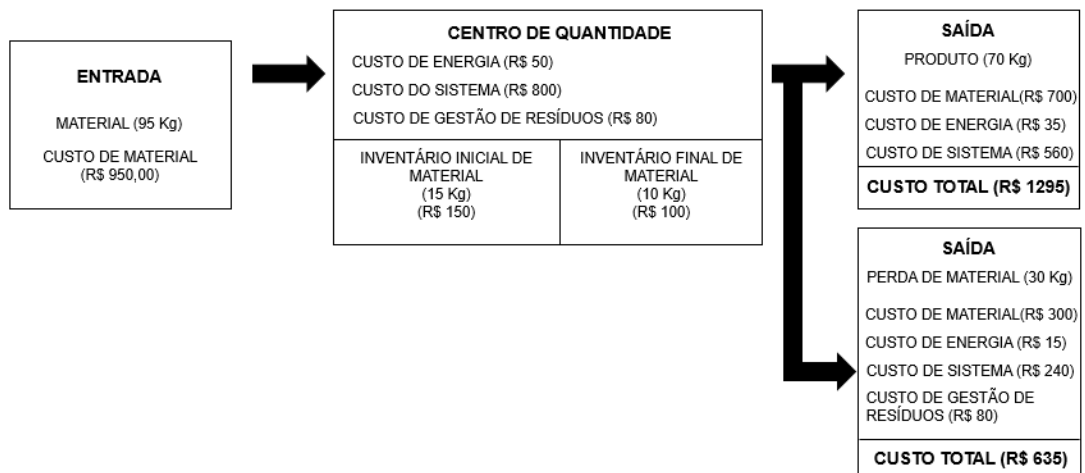 ENTRADA
MATERIAL (95 Kg)
CUSTO DE MATERIAL
(R$ 950,00)
CENTRO DE QUANTIDADE
CUSTO DE ENERGIA (R$ 50)
CUSTO DO SISTEMA (R$ 800)
CUSTO DE GESTÃO DE RESÍDUOS (R$ 80)
INVENTÁRIO INICIAL DE
MATERIAL
(15 Kg)
(R$ 150)
INVENTÁRIO FINAL DE
MATERIAL
(10 Kg)
(R$ 100)
SAÍDA
PRODUTO (70 Kg)
CUSTO DE MATERIAL(R$ 700)
CUSTO DE ENERGIA (R$ 35)
CUSTO DE SISTEMA (R$ 560)
CUSTO TOTAL (R$ 1295)
SAÍDA
PERDA DE MATERIAL (30 Kg)
CUSTO DE MATERIAL(R$ 300)
CUSTO DE ENERGIA (R$ 15)
CUSTO DE SISTEMA (R$ 240)
CUSTO DE GESTÃO DE
RESÍDUOS (R$ 80)
CUSTO TOTAL (R$ 635)